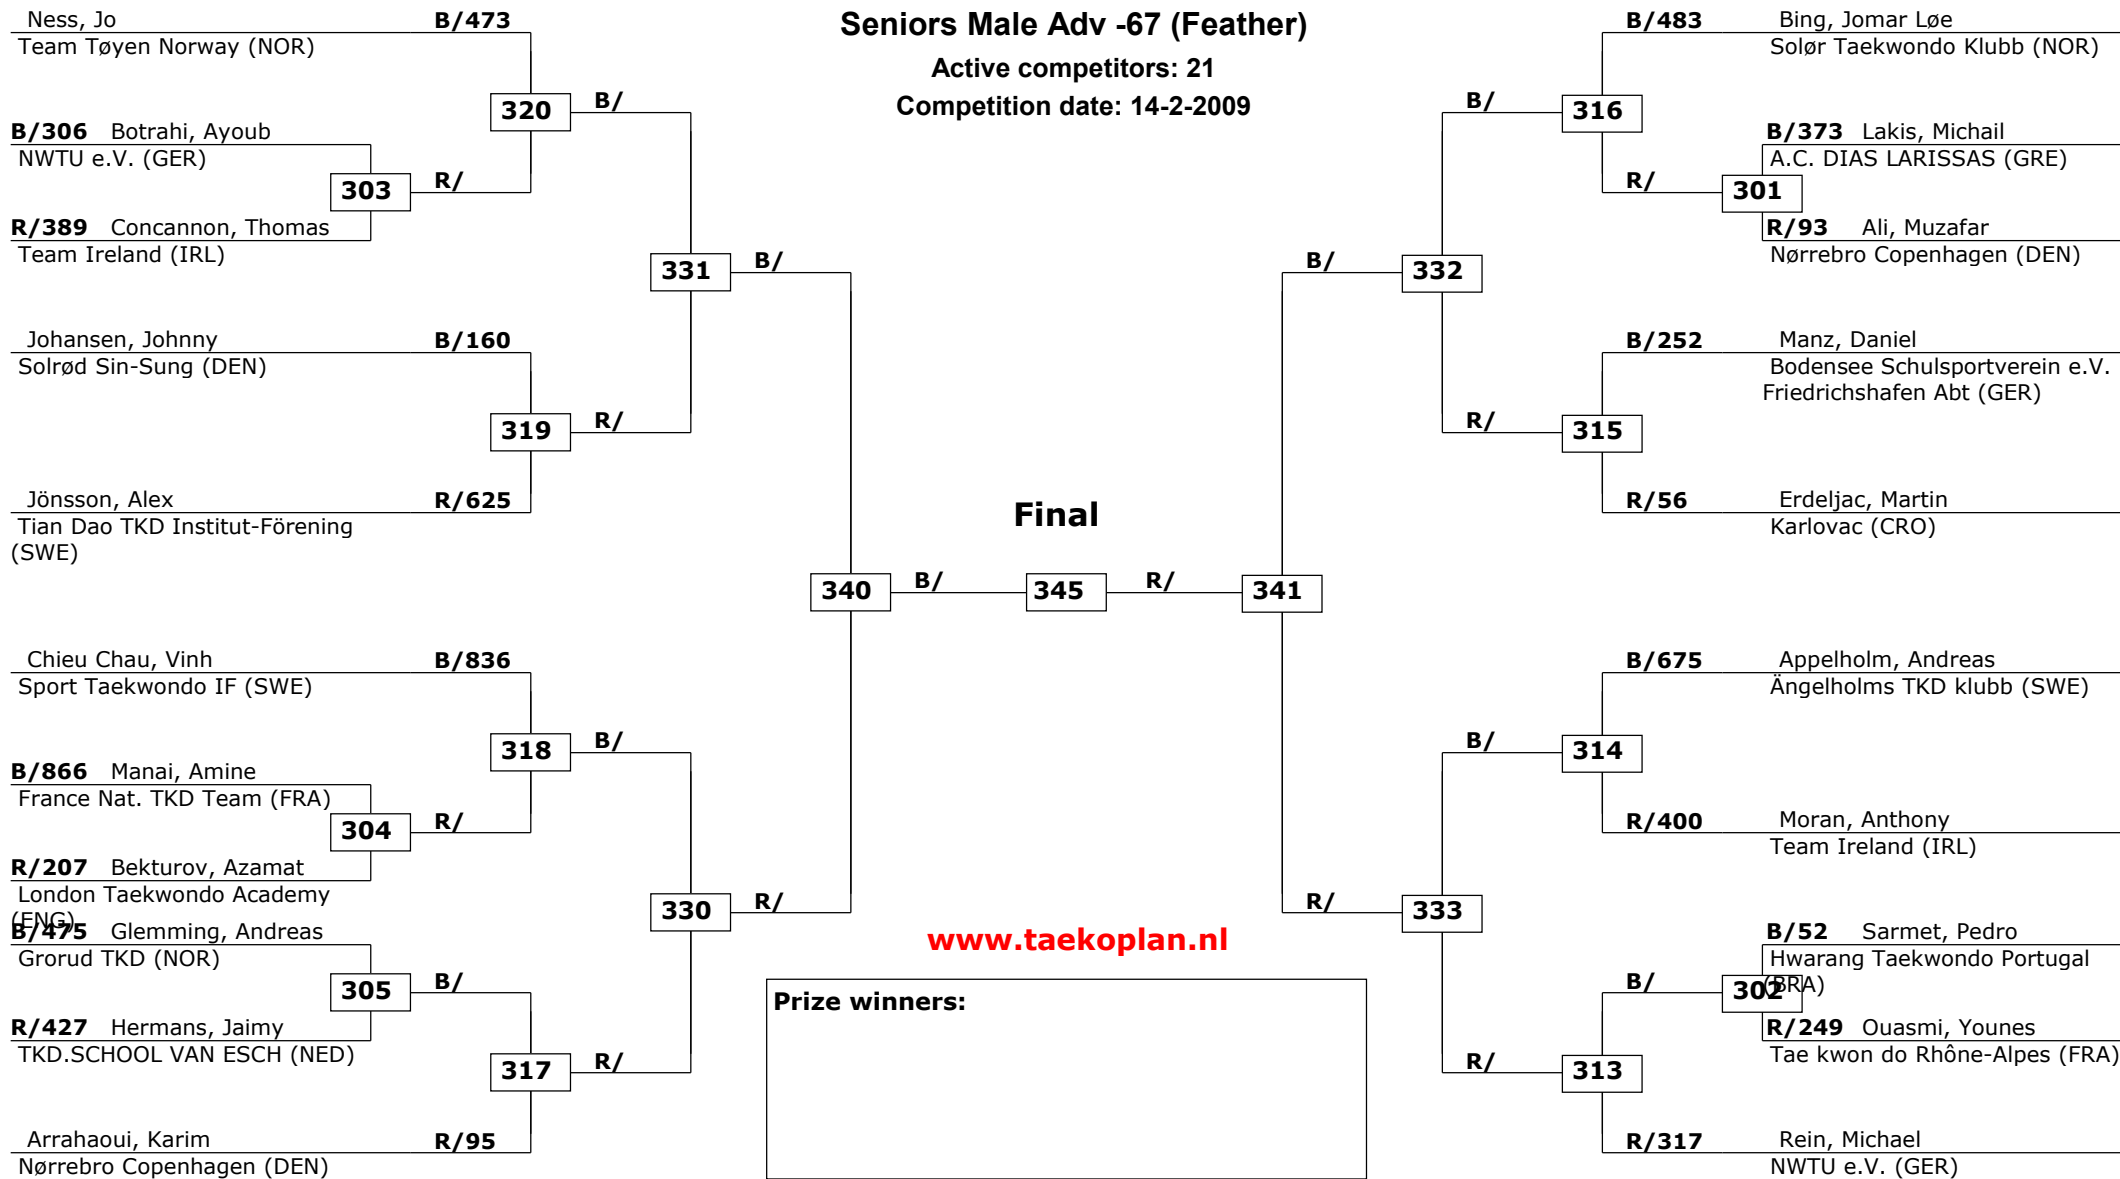 Seniors Male Adv -67 (Feather)
Active competitors: 21
Competition date: 14-2-2009
Ness, Jo B/473
Team Tøyen Norway (NOR)
320 B/
B/306 Botrahi, Ayoub
NWTU e.V. (GER)
303 R/
R/389 Concannon, Thomas
Team Ireland (IRL)
331 B/
Johansen, Johnny B/160
Solrød Sin-Sung (DEN)
319 R/
Jönsson, Alex R/625
Tian Dao TKD Institut-Förening
(SWE)
340 B/
Chieu Chau, Vinh B/836
Sport Taekwondo IF (SWE)
318 B/
B/866 Manai, Amine
France Nat. TKD Team (FRA)
304 R/
R/207 Bekturov, Azamat
London Taekwondo Academy
(ENG)
330 R/
B/475 Glemming, Andreas
Grorud TKD (NOR)
305 B/
R/427 Hermans, Jaimy
TKD.SCHOOL VAN ESCH (NED)
317 R/
Arrahaoui, Karim R/95
Nørrebro Copenhagen (DEN)
Final
345
www.taekoplan.nl
Prize winners:
B/483 Bing, Jomar Løe
Solør Taekwondo Klubb (NOR)
B/ 316
B/373 Lakis, Michail
A.C. DIAS LARISSAS (GRE)
R/ 301
R/93 Ali, Muzafar
Nørrebro Copenhagen (DEN)
B/ 332
B/252 Manz, Daniel
Bodensee Schulsportverein e.V.
Friedrichshafen Abt (GER)
R/ 315
R/56 Erdeljac, Martin
Karlovac (CRO)
R/ 341
B/675 Appelholm, Andreas
Ängelholms TKD klubb (SWE)
B/ 314
R/400 Moran, Anthony
Team Ireland (IRL)
R/ 333
B/52 Sarmet, Pedro
Hwarang Taekwondo Portugal
(BRA)
B/ 302
R/249 Ouasmi, Younes
Tae kwon do Rhône-Alpes (FRA)
R/ 313
R/317 Rein, Michael
NWTU e.V. (GER)